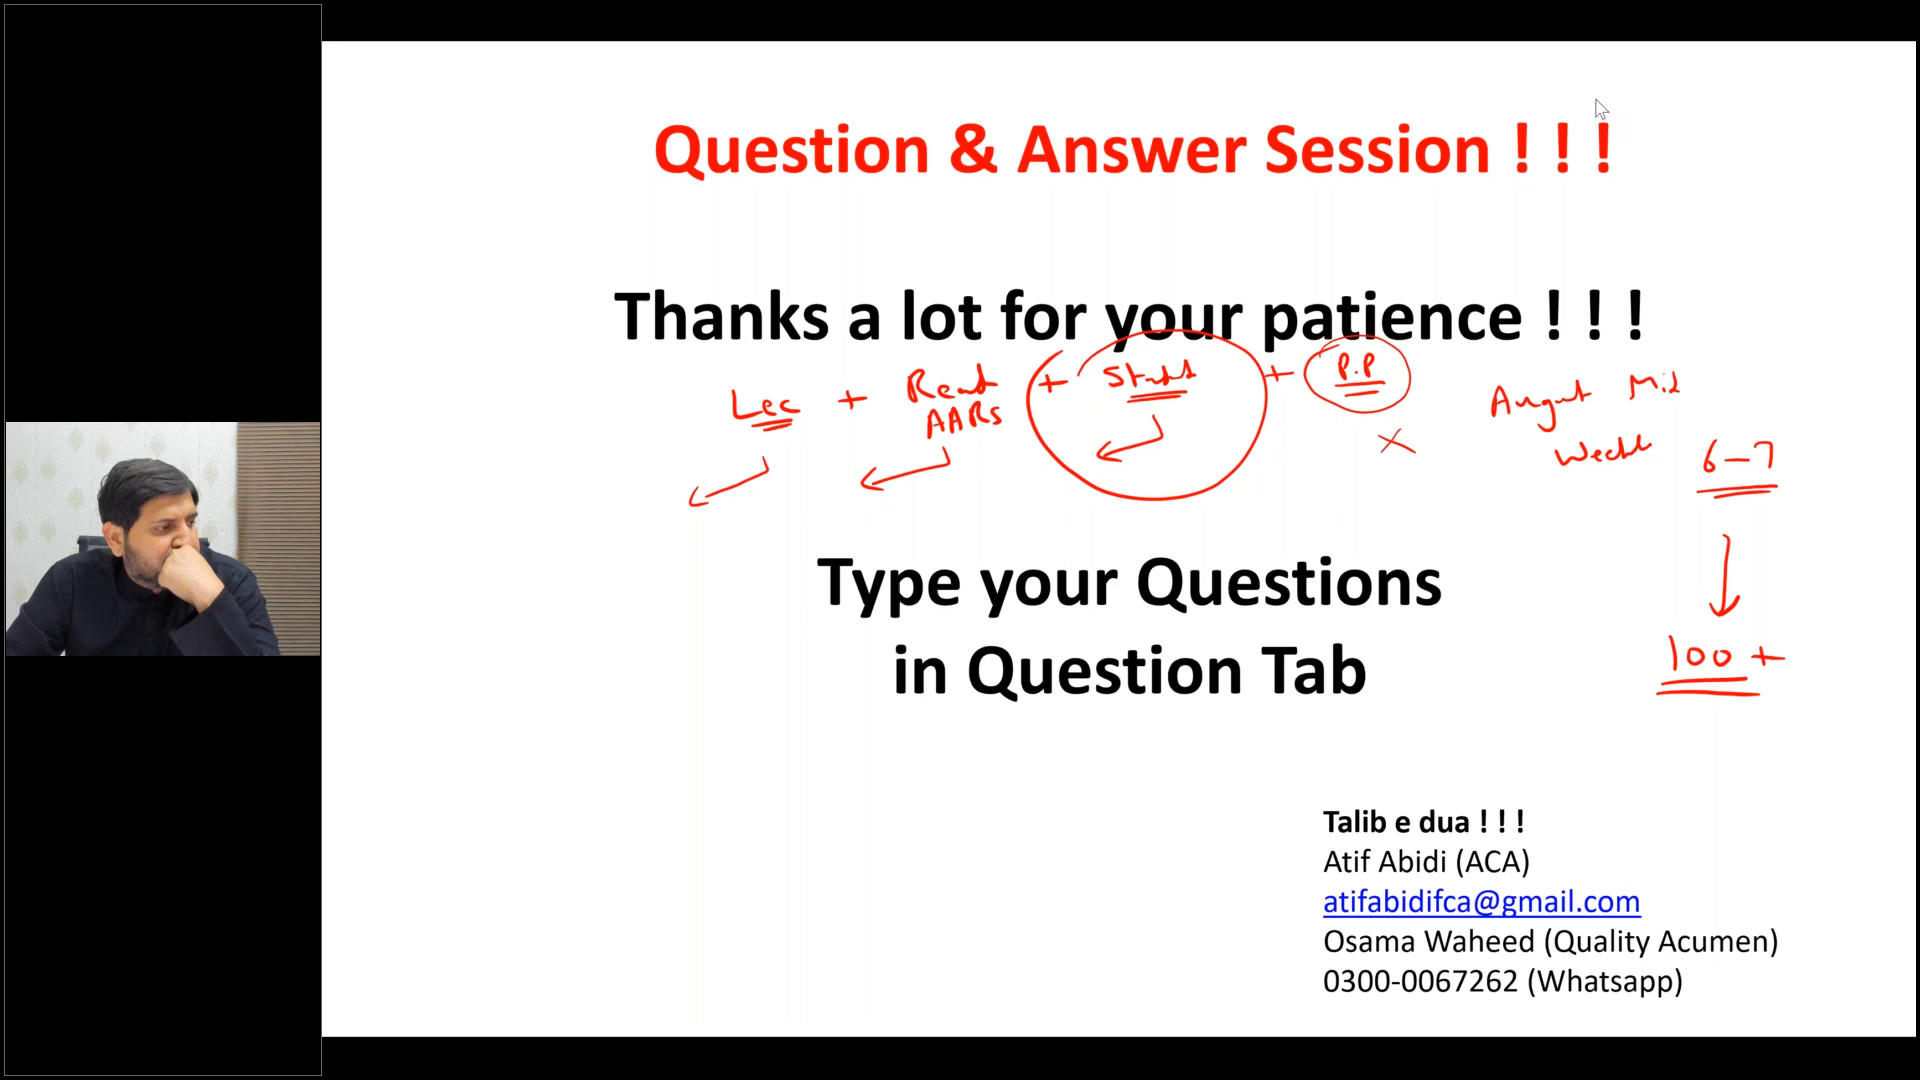 Question & Answer Session ! ! !
Thanks a lot for your patience ! ! !
Lec + Read + + P.P
AARs
August Mid
Week 6-7
Type your Questions
in Question Tab
100 +
Talib e dua ! ! !
Atif Abidi (ACA)
atifabidifca@gmail.com
Osama Waheed (Quality Acumen)
0300-0067262 (Whatsapp)